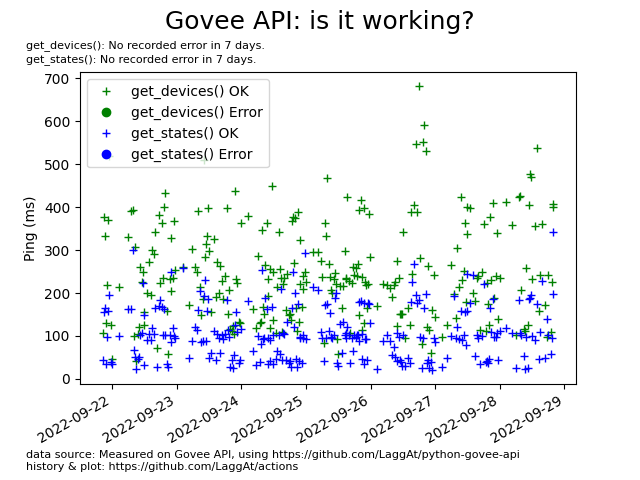 Govee API: is it working?
get_devices(): No recorded error in 7 days.
get_states(): No recorded error in 7 days.
700
600
500
400
300
200
100
0
Ping (ms)
get_devices() OK
get_devices() Error
get_states() OK
get_states() Error
2022-09-22
2022-09-23
2022-09-24
2022-09-25
2022-09-26
2022-09-27
2022-09-28
2022-09-29
data source: Measured on Govee API, using https://github.com/LaggAt/python-govee-api
history & plot: https://github.com/LaggAt/actions